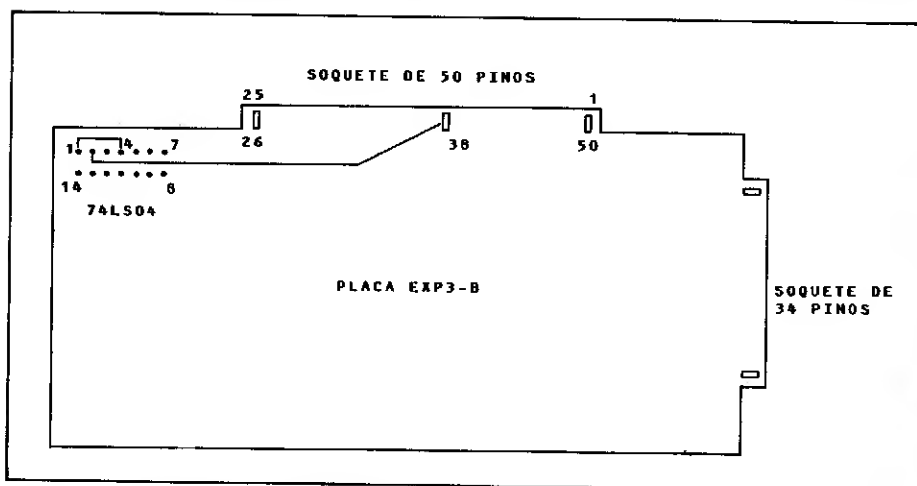 SOQUETE DE 50 PINOS
25 1
26 38 50
1 4 7
14 8
74LS04
PLACA EXP3-B
SOQUETE DE
34 PINOS